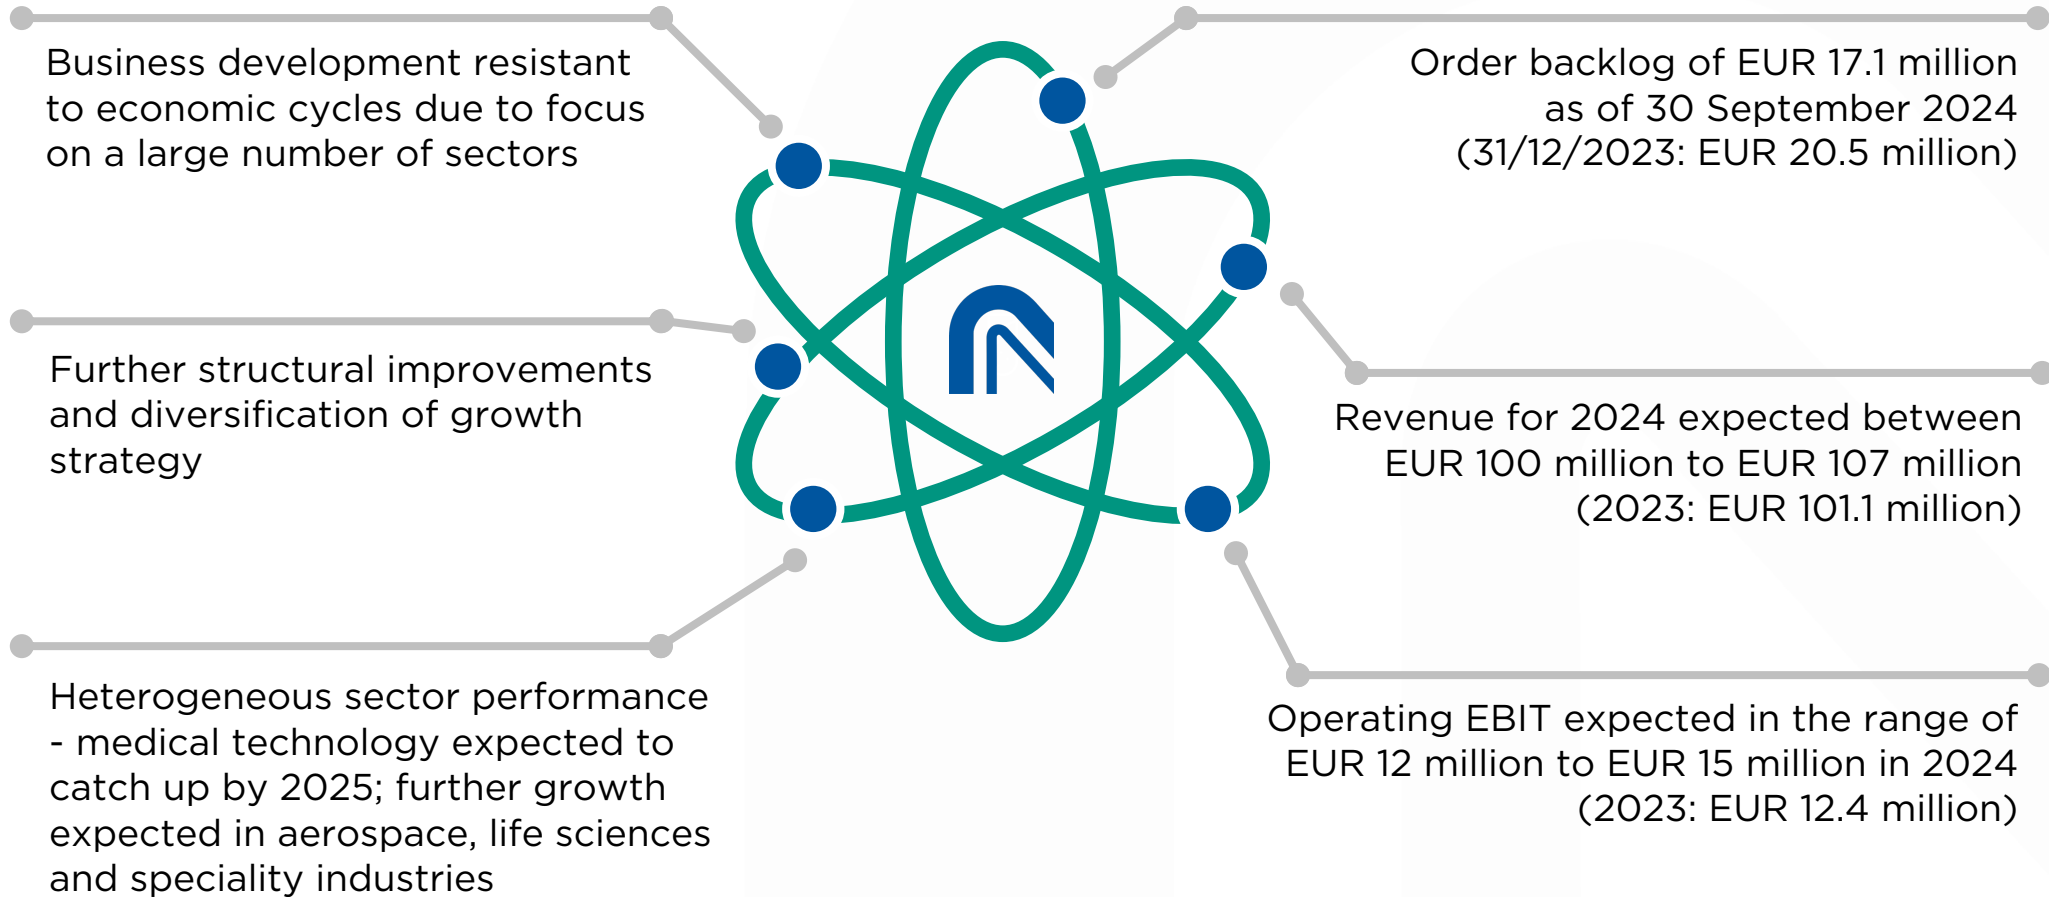 Business development resistant
to economic cycles due to focus
on a large number of sectors
Further structural improvements
and diversification of growth
strategy
Heterogeneous sector performance
- medical technology expected to
catch up by 2025; further growth
expected in aerospace, life sciences
and speciality industries
Order backlog of EUR 17.1 million
as of 30 September 2024
(31/12/2023: EUR 20.5 million)
Revenue for 2024 expected between
EUR 100 million to EUR 107 million
(2023: EUR 101.1 million)
Operating EBIT expected in the range of
EUR 12 million to EUR 15 million in 2024
(2023: EUR 12.4 million)